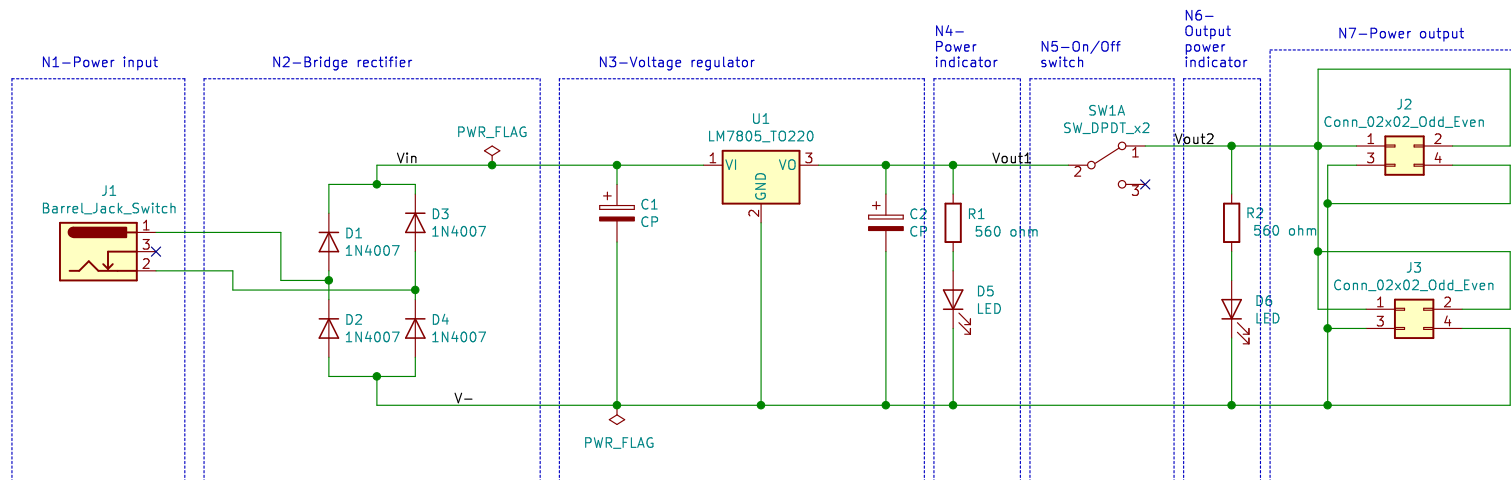 N1-Power input
N2-Bridge rectifier
N3-Voltage regulator
N4-
Power
indicator
N5-On/Off
switch
N6-
Output
power
indicator
N7-Power output
J1
Barrel_Jack_Switch
1
3
2
Vin
PWR_FLAG
D1
1N4007
D3
1N4007
D2
1N4007
D4
1N4007
V-
PWR_FLAG
+
C1
CP
U1
LM7805_TO220
1
VI
VO
3
GND
2
+
C2
CP
R1
560 ohm
D5
LED
Vout1
SW1A
SW_DPDT_x2
2
1
3
Vout2
R2
560 ohm
D6
LED
J2
Conn_02x02_Odd_Even
1
2
3
4
J3
Conn_02x02_Odd_Even
1
2
3
4